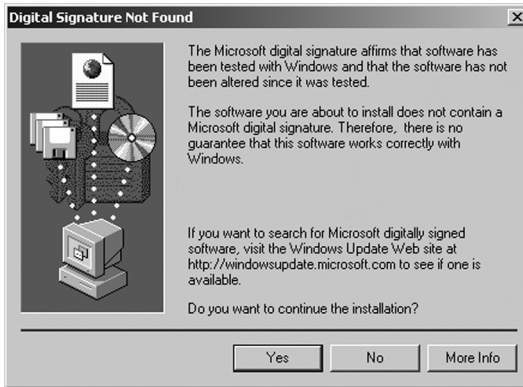 Digital Signature Not Found
The Microsoft digital signature affirms that software has
been tested with Windows and that the software has not
been altered since it was tested.
The software you are about to install does not contain a
Microsoft digital signature. Therefore, there is no
guarantee that this software works correctly with
Windows.
If you want to search for Microsoft digitally signed
software, visit the Windows Update Web site at
http://windowsupdate.microsoft.com to see if one is
available.
Do you want to continue the installation?
Yes
No
More Info